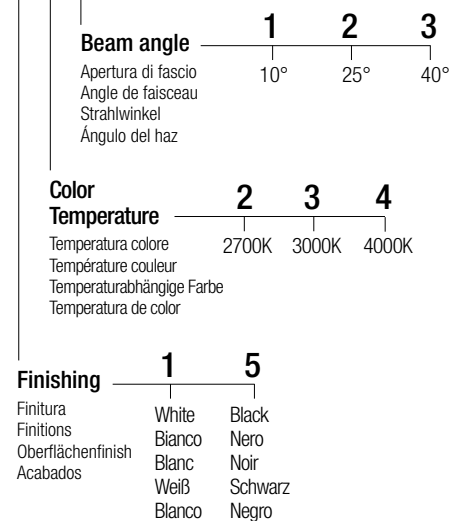 Beam angle 1 2 3
Apertura di fascio 10° 25° 40°
Angle de faisceau
Strahlwinkel
Ángulo del haz
Color
Temperature 2 3 4
Temperatura colore 2700K 3000K 4000K
Température couleur
Temperaturabhängige Farbe
Temperatura de color
Finishing 1 5
Finitura White Black
Finitions Bianco Nero
Oberflächenfinish Blanc Noir
Acabados Weiß Schwarz
Blanco Negro